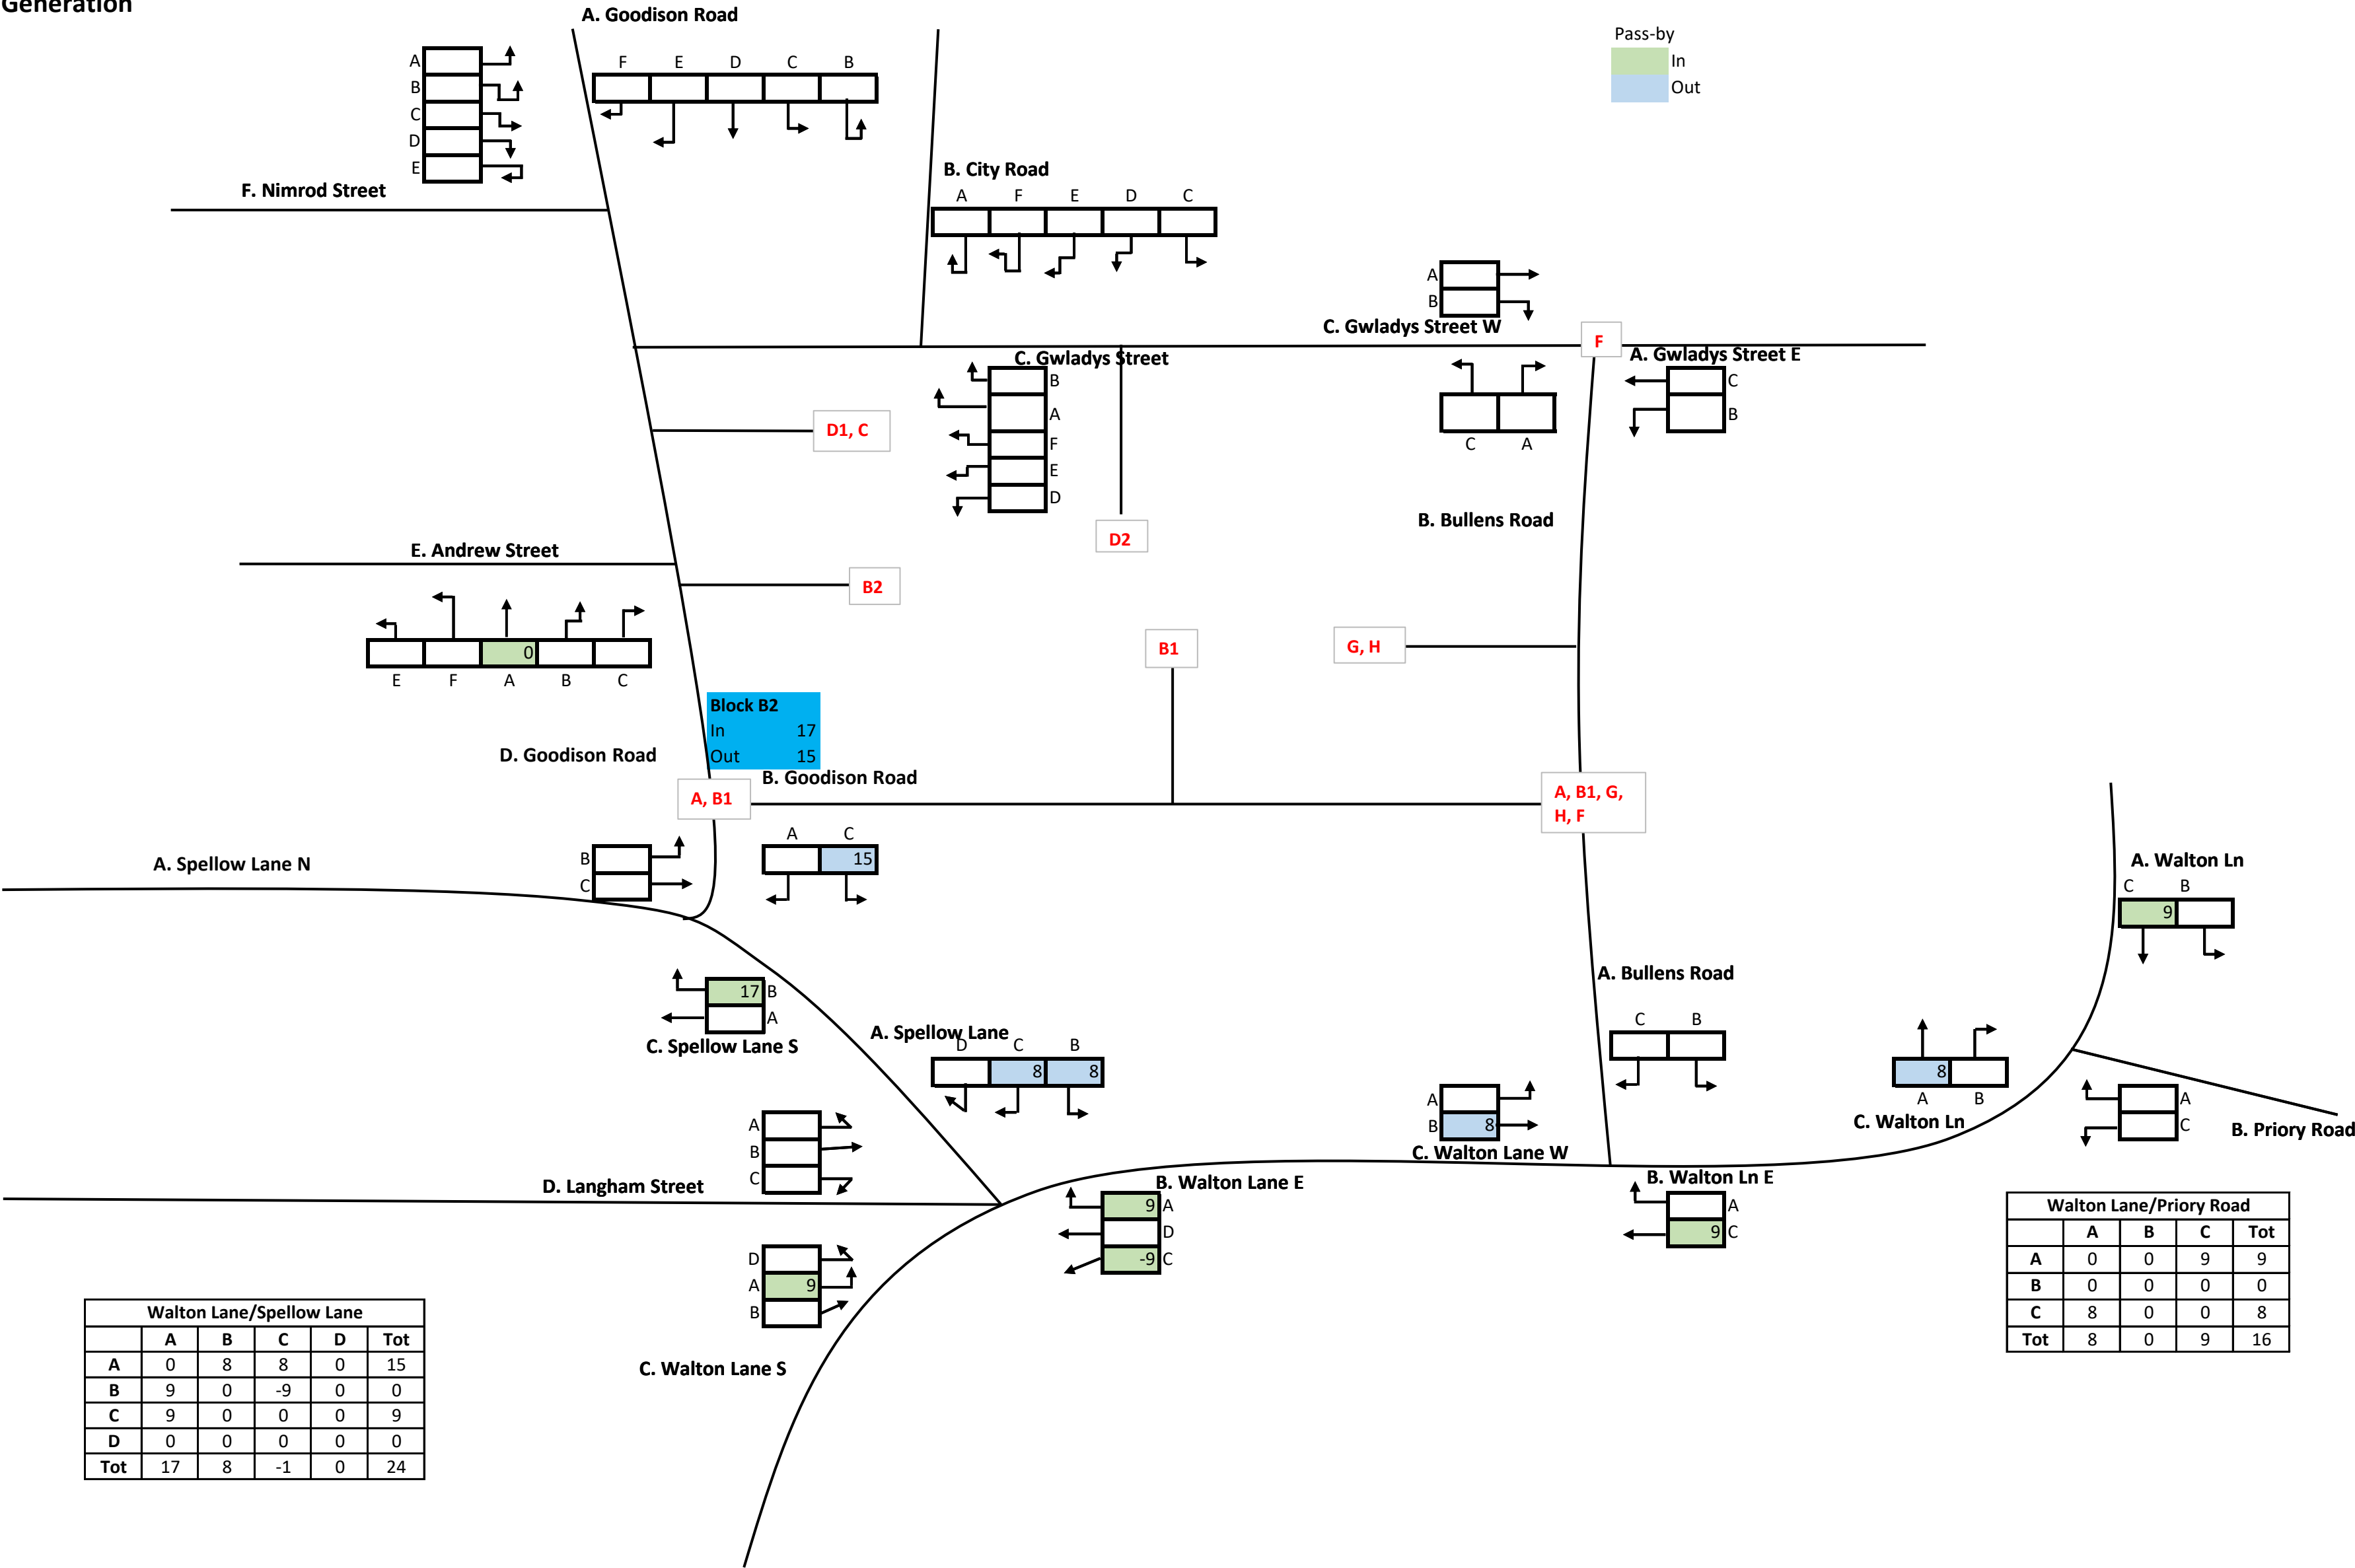 Generation
A. Goodison Road
Pass-by
In
Out
A
B
C
D
E
F E D C B
F. Nimrod Street
B. City Road
A F E D C
A
B
C. Gwladys Street W
F
A. Gwladys Street E
C. Gwladys Street
B
A
F
E
D
C
B
C A
D1, C
D2
B. Bullens Road
E. Andrew Street
B2
0
E F A B C
B1
G, H
Block B2
In 17
Out 15
D. Goodison Road
B. Goodison Road
A, B1
A, B1, G,
H, F
A. Spellow Lane N
B
C
A C
15
A. Walton Ln
C B
9
17 B
A
C. Spellow Lane S
A. Spellow Lane
D C B
8 8
A. Bullens Road
C B
8
A B
C. Walton Ln
A
C
B. Priory Road
A
B 8
C. Walton Lane W
A
B
C
D. Langham Street
B. Walton Lane E
9 A
D
-9 C
B. Walton Ln E
A
9 C
D
A 9
B
C. Walton Lane S
Walton Lane/Priory Road
A B C Tot
A 0 0 9 9
B 0 0 0 0
C 8 0 0 8
Tot 8 0 9 16
Walton Lane/Spellow Lane
A B C D Tot
A 0 8 8 0 15
B 9 0 -9 0 0
C 9 0 0 0 9
D 0 0 0 0 0
Tot 17 8 -1 0 24